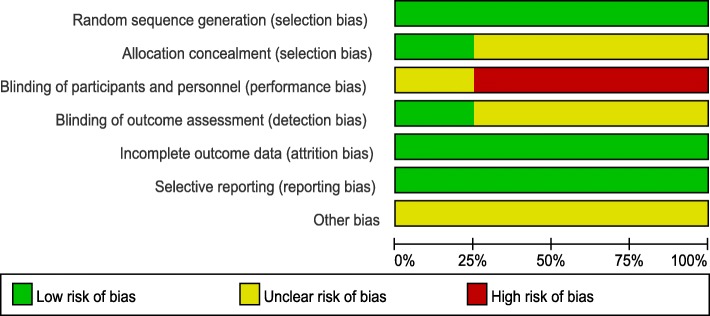 Random sequence generation (selection bias)
Allocation concealment (selection bias)
Blinding of participants and personnel (performance bias)
Blinding of outcome assessment (detection bias)
Incomplete outcome data (attrition bias)
Selective reporting (reporting bias)
Other bias
0% 25% 50% 75% 100%
Low risk of bias Unclear risk of bias High risk of bias